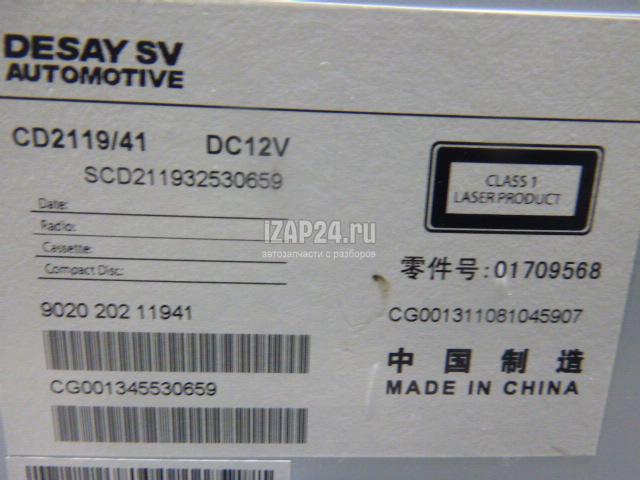 DESAY SV
AUTOMOTIVE
CD2119/41 DC12V
SCD211932530659
CLASS 1
LASER PRODUCT
Date:
Radio:
Cassette:
Compact Disc:
IZAP24.ru
автозапчасти с разборов
零件号:01709568
9020 202 11941
CG001311081045907
CG001345530659
中国制造
MADE IN CHINA